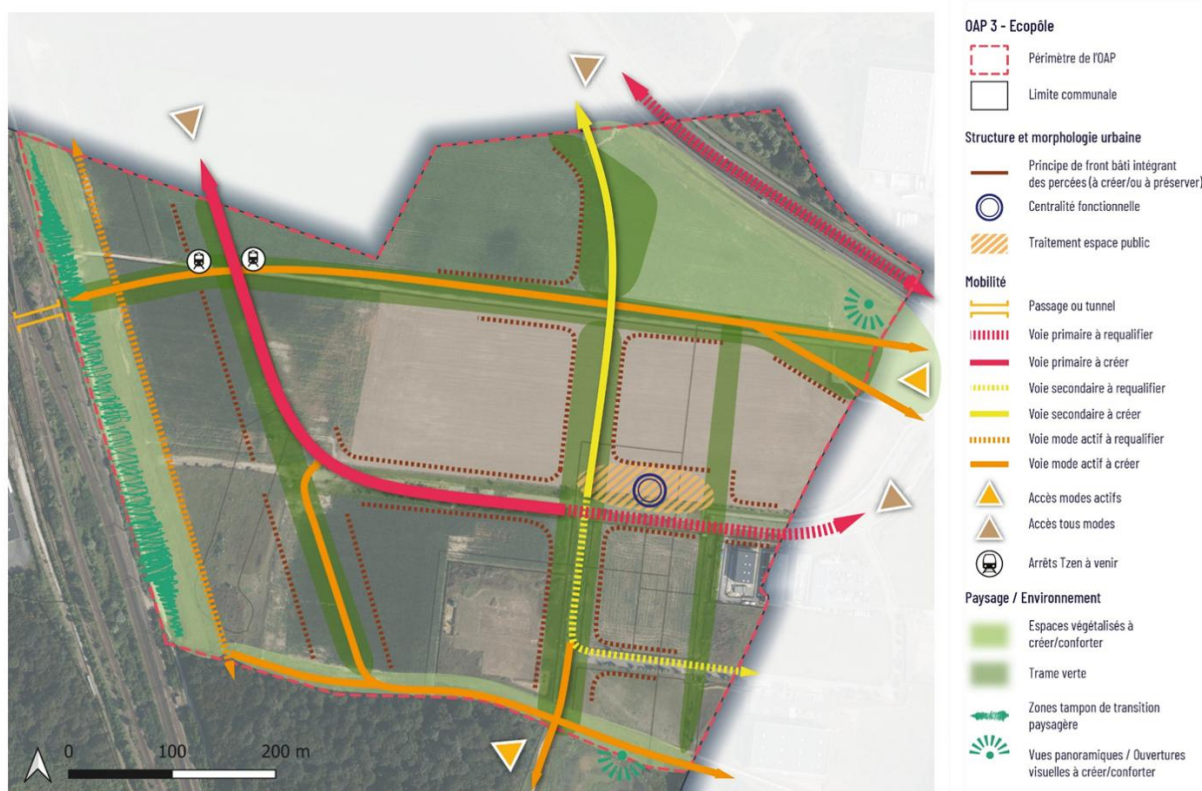 OAP 3 - Ecopôle
Périmètre de l'OAP
Limite communale
Structure et morphologie urbaine
Principe de front bâti intégrant
des percées (à créer/ou à préserver)
Centralité fonctionnelle
Traitement espace public
Mobilité
Passage ou tunnel
Voie primaire à requalifier
Voie primaire à créer
Voie secondaire à requalifier
Voie secondaire à créer
Voie mode actif à requalifier
Voie mode actif à créer
Accès modes actifs
Accès tous modes
Arrêts Tzen à venir
Paysage / Environnement
Espaces végétalisés à
créer/conforter
Trame verte
Zones tampon de transition
paysagère
Vues panoramiques / Ouvertures
visuelles à créer/conforter
0 100 200 m